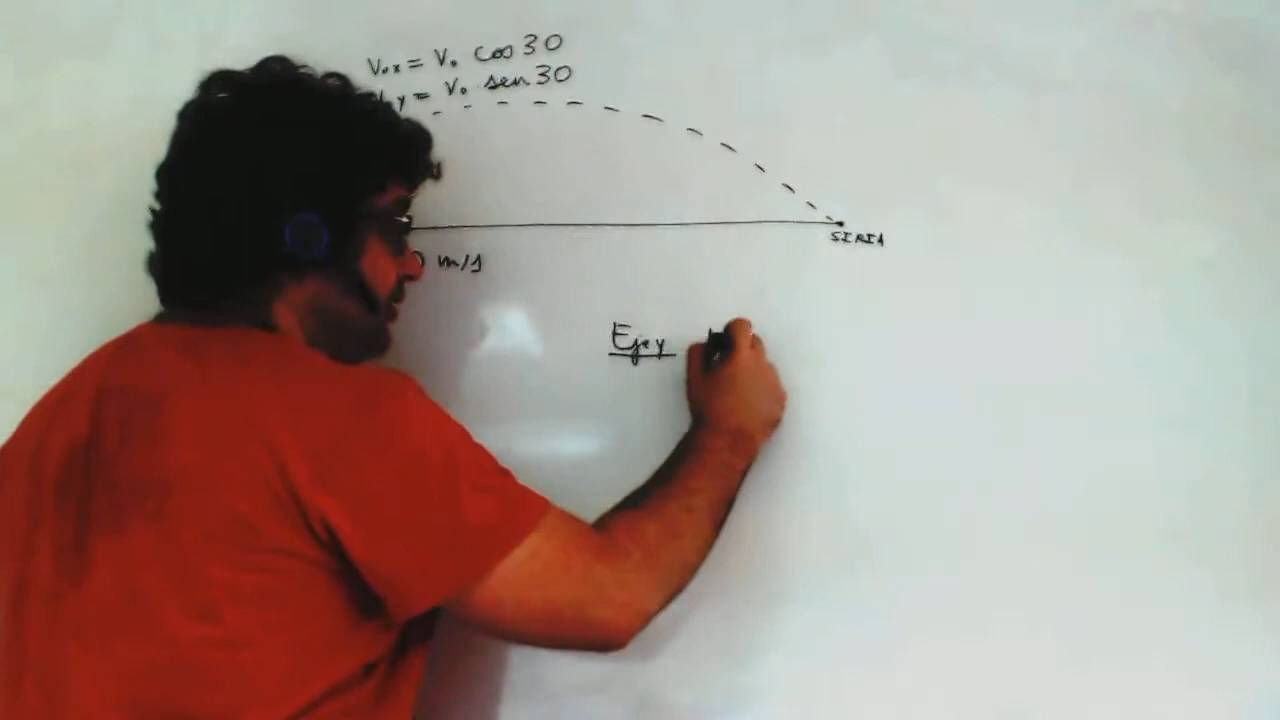 Vox = Vo cos 30
y = Vo sen 30
m/s
SIRIA
Eje y